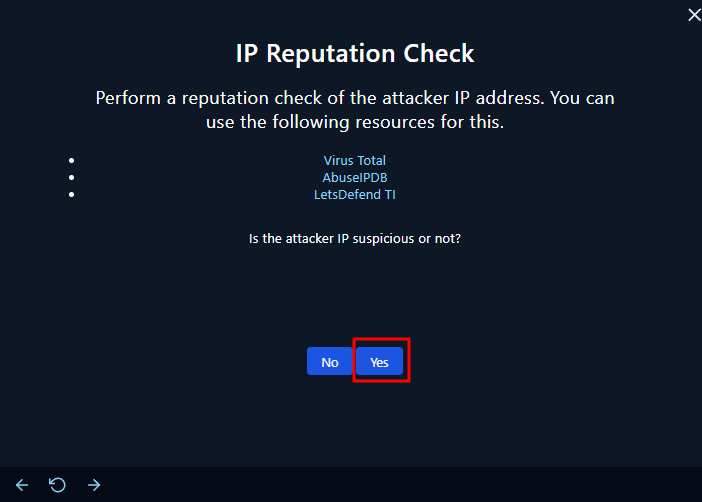 IP Reputation Check
Perform a reputation check of the attacker IP address. You can
use the following resources for this.
Virus Total
AbuseIPDB
LetsDefend TI
Is the attacker IP suspicious or not?
No Yes